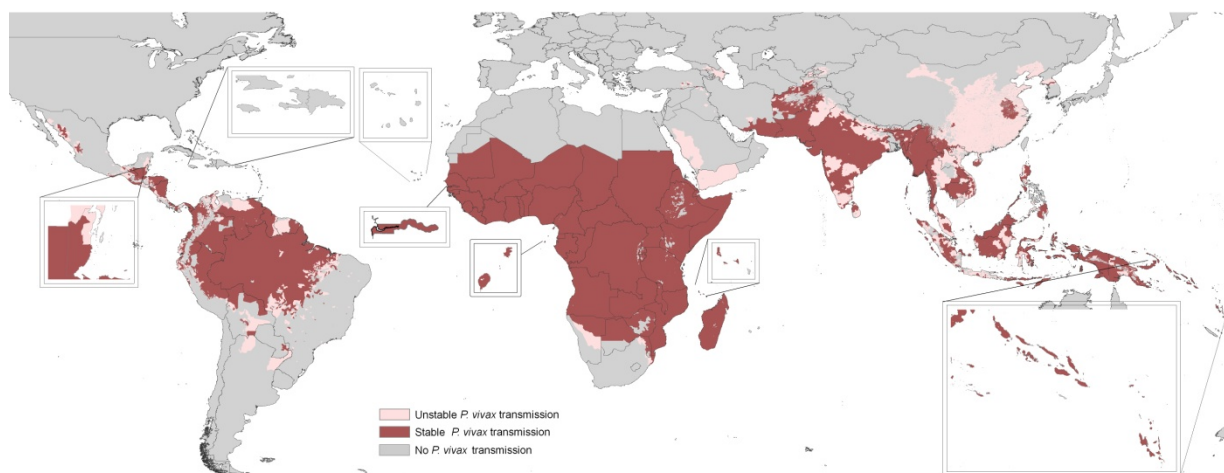 Unstable P. vivax transmission
Stable P. vivax transmission
No P. vivax transmission